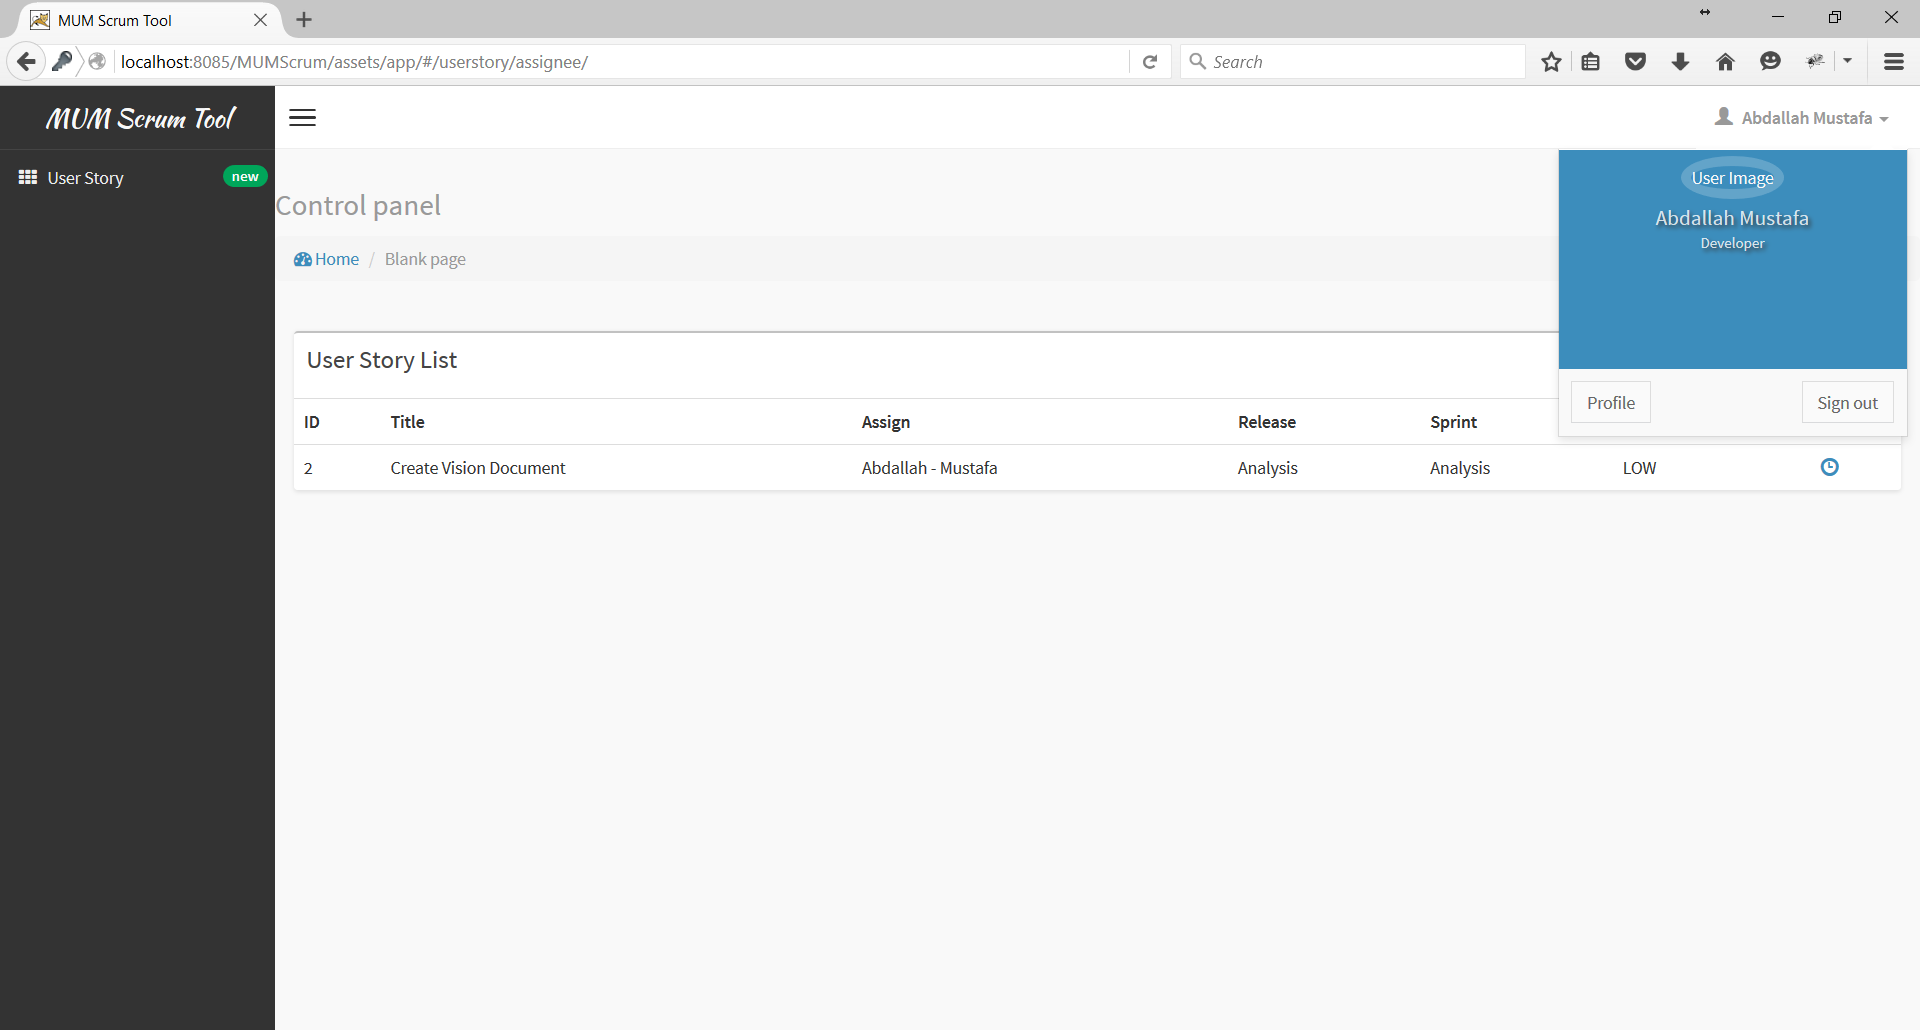 MUM Scrum Tool
localhost:8085/MUMScrum/assets/app/#/userstory/assignee/
Search
MUM Scrum Tool
Abdallah Mustafa
User Story new
User Image
Abdallah Mustafa
Developer
Profile Sign out
Control panel
Home / Blank page
User Story List
ID Title Assign Release Sprint
2 Create Vision Document Abdallah - Mustafa Analysis Analysis LOW